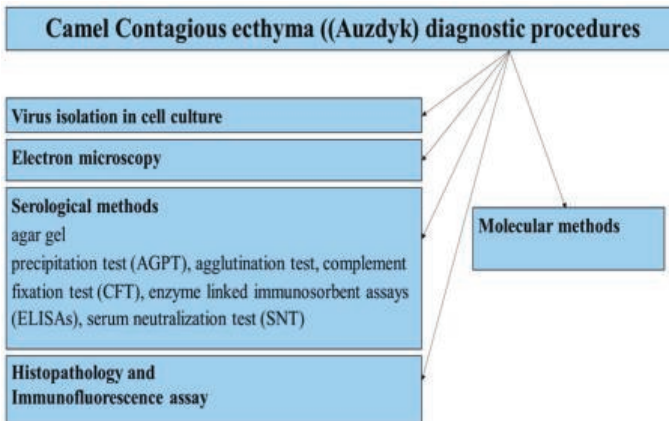 Camel Contagious ecthyma ((Auzdyk) diagnostic procedures
Virus isolation in cell culture
Electron microscopy
Serological methods
agar gel
precipitation test (AGPT), agglutination test, complement
fixation test (CFT), enzyme linked immunosorbent assays
(ELISAs), serum neutralization test (SNT)
Histopathology and
Immunofluorescence assay
Molecular methods